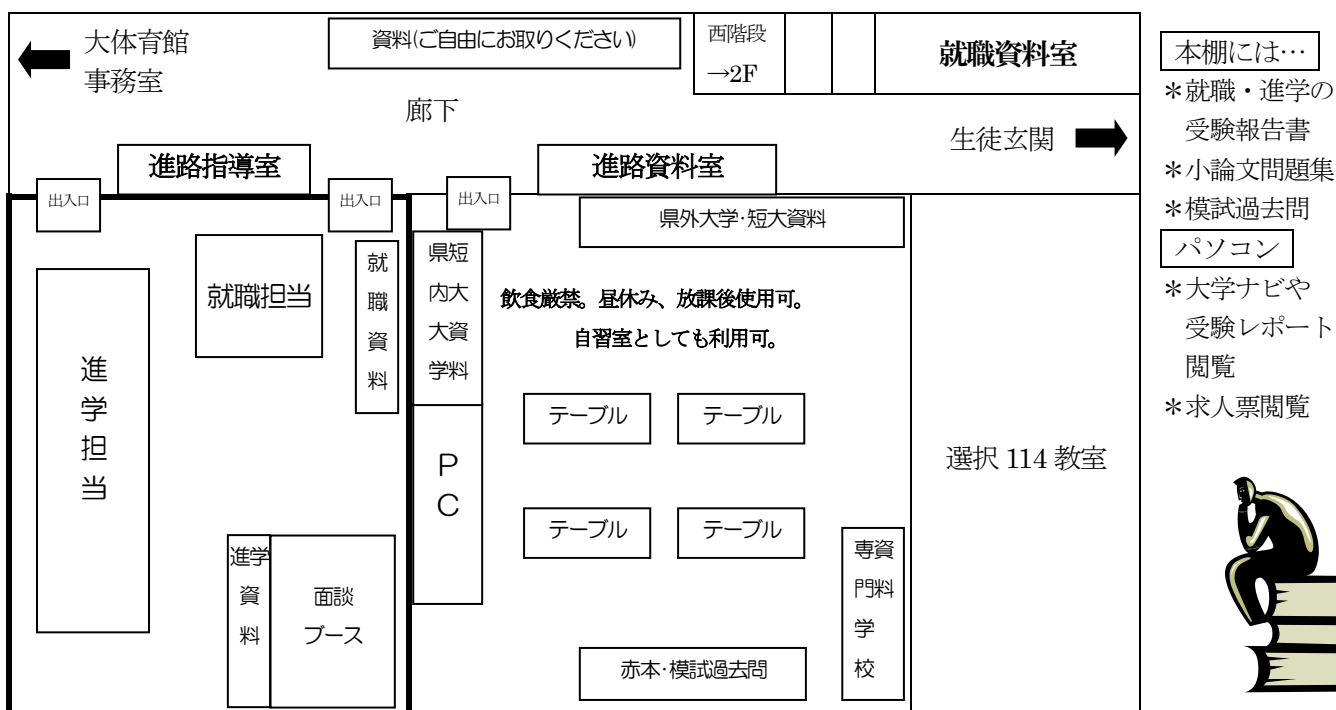 大体育館
事務室
資料(ご自由にお取りください)
西階段
→2F
就職資料室
廊下
生徒玄関
進路指導室
進路資料室
出入口
出入口
出入口
県外大学・短大資料
就職担当
就職資料
県内大学
短大資料
飲食厳禁。昼休み、放課後使用可。
自習室としても利用可。
進学担当
テーブル
テーブル
PC
テーブル
テーブル
選択 114 教室
進学
資
料
面談
ブース
専門学校
資料
赤本・模試過去問
本棚には…
*就職・進学の
受験報告書
*小論文問題集
*模試過去問
パソコン
*大学ナビや
受験レポート
閲覧
*求人票閲覧